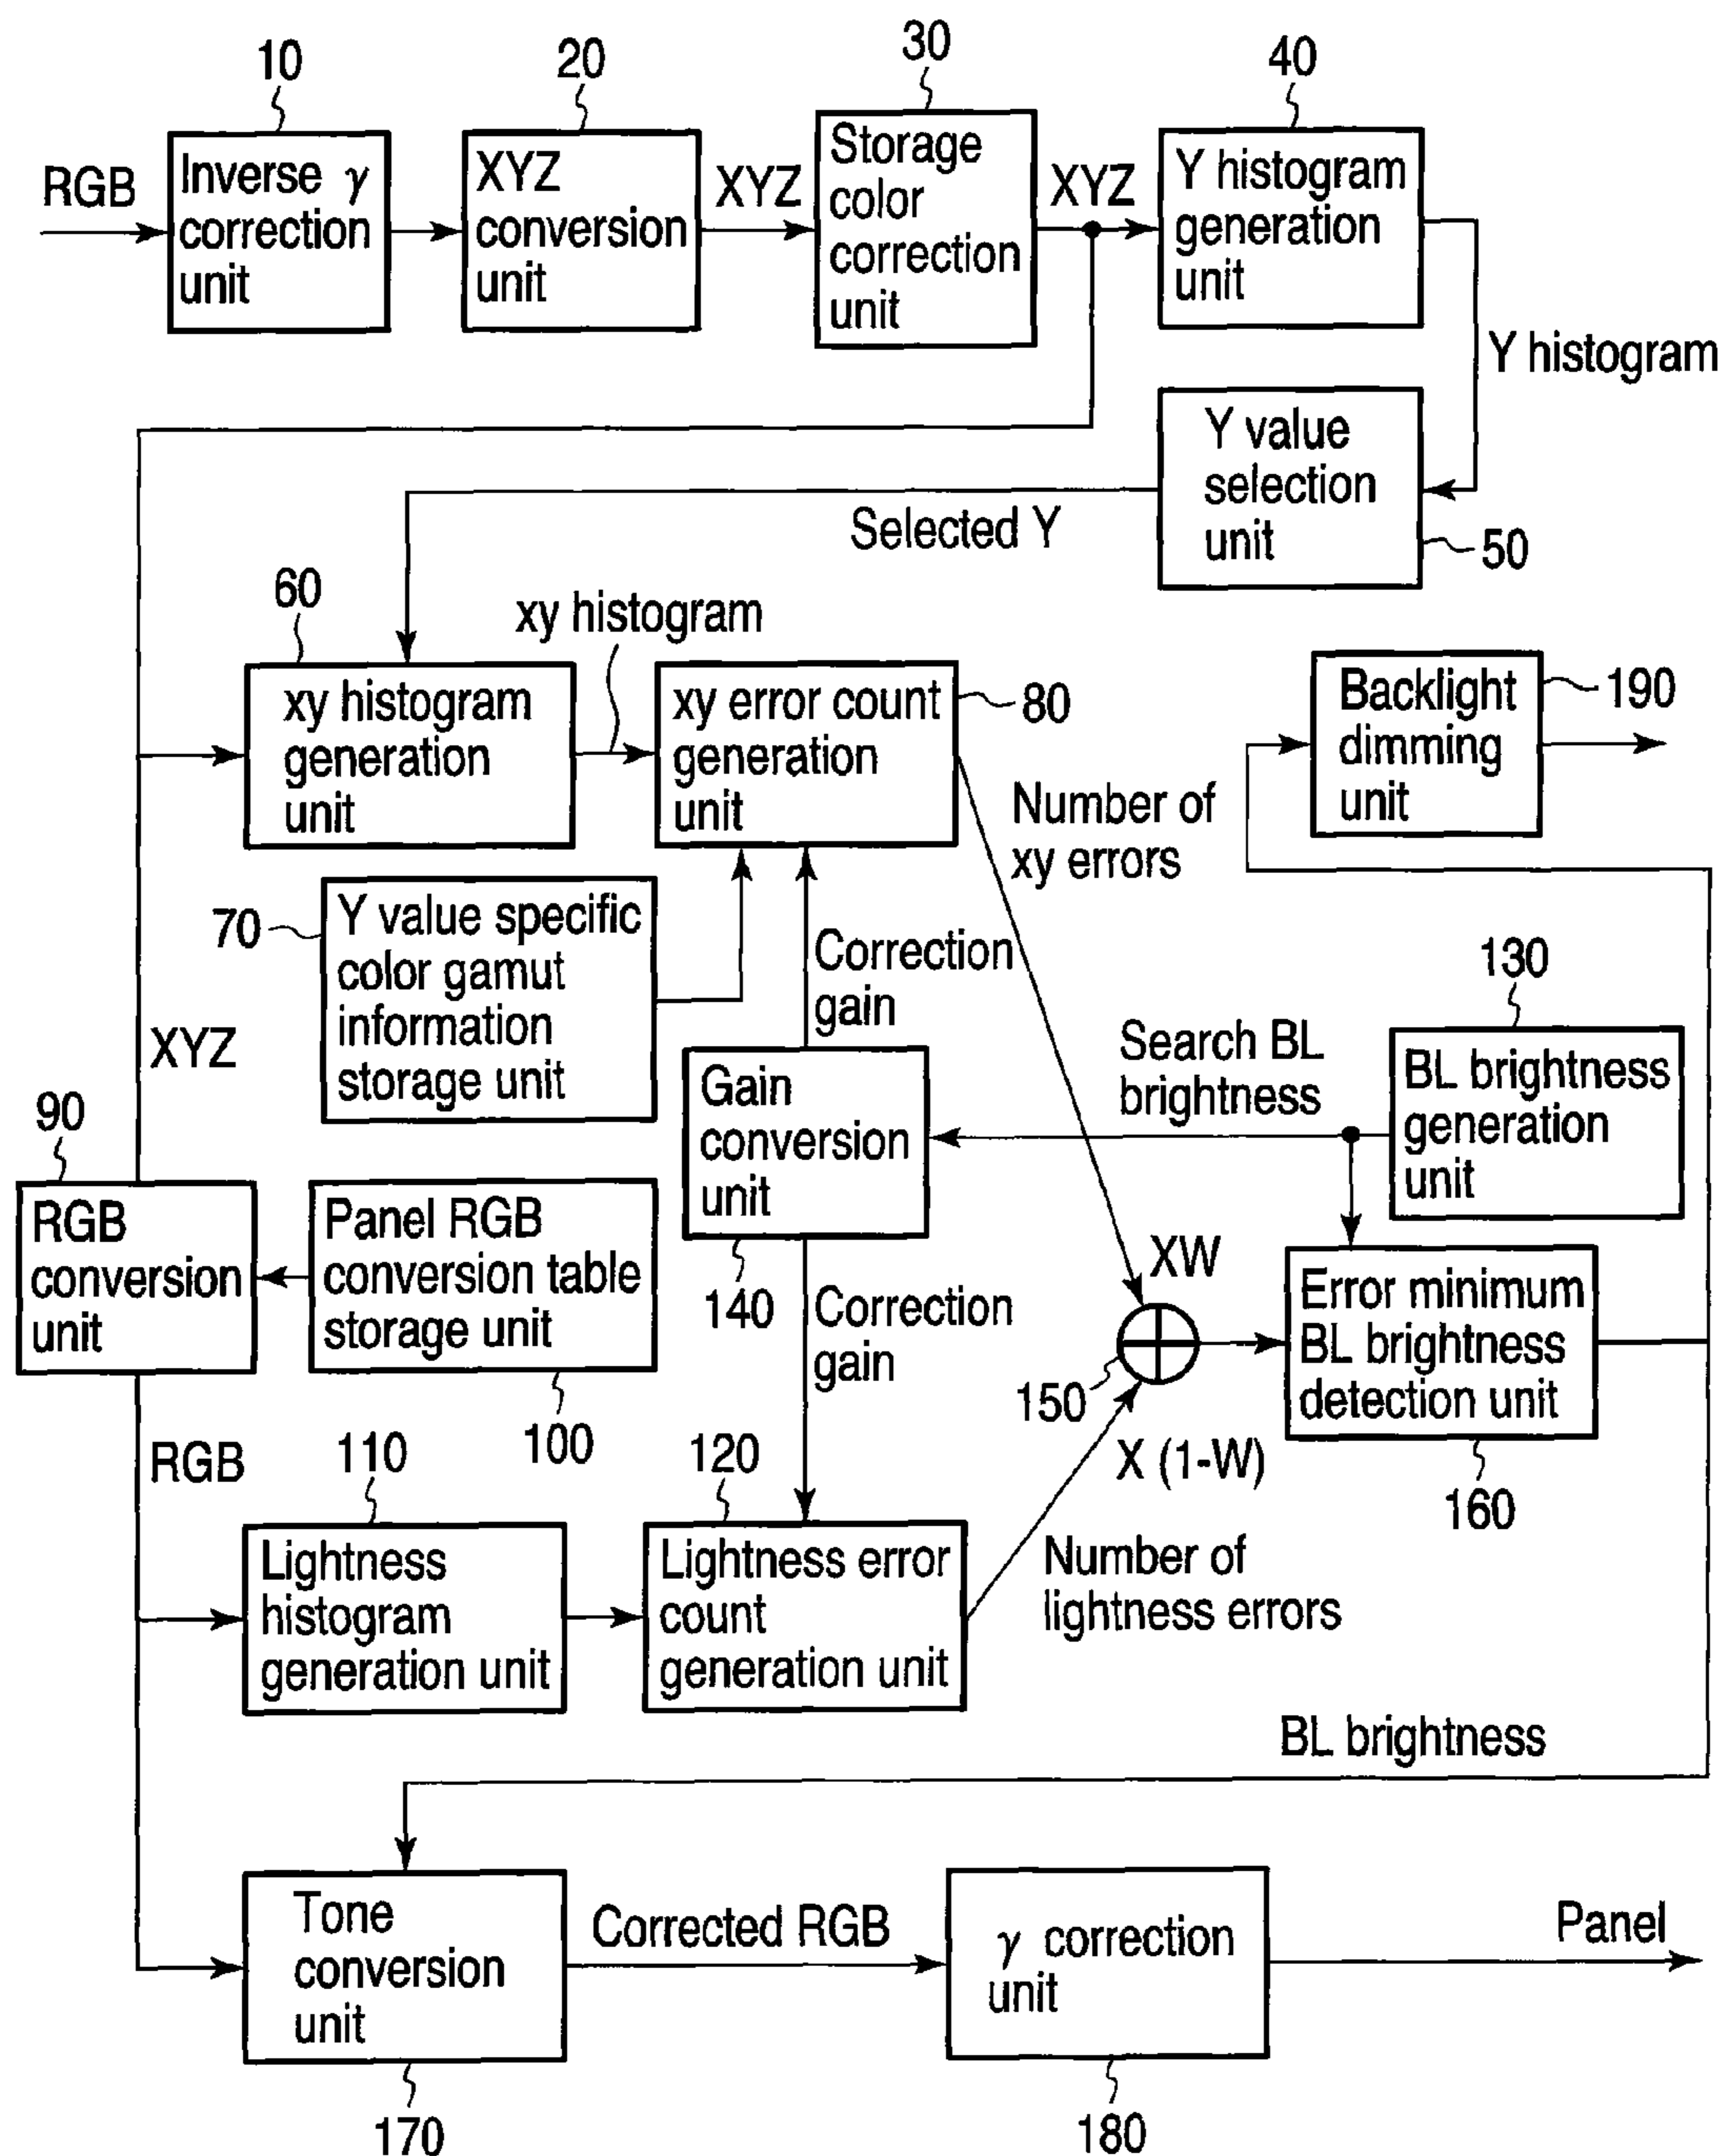 10
20
30
40
RGB
Inverse γ
correction
unit
XYZ
conversion
unit
XYZ
Storage
color
correction
unit
XYZ
Y histogram
generation
unit
Y histogram
Y value
selection
unit
50
Selected Y
60
xy histogram
xy histogram
generation
unit
xy error count
generation
unit
80
Backlight
dimming
unit
190
Number of
xy errors
70
Y value specific
color gamut
information
storage unit
Correction
gain
130
Search BL
brightness
BL brightness
generation
unit
XYZ
Gain
conversion
unit
140
90
RGB
conversion
unit
Panel RGB
conversion table
storage unit
100
Correction
gain
XW
150
X (1-W)
Error minimum
BL brightness
detection unit
160
RGB
110
120
Lightness
histogram
generation unit
Lightness error
count
generation unit
Number of
lightness errors
BL brightness
Tone
conversion
unit
170
Corrected RGB
γ correction
unit
180
Panel